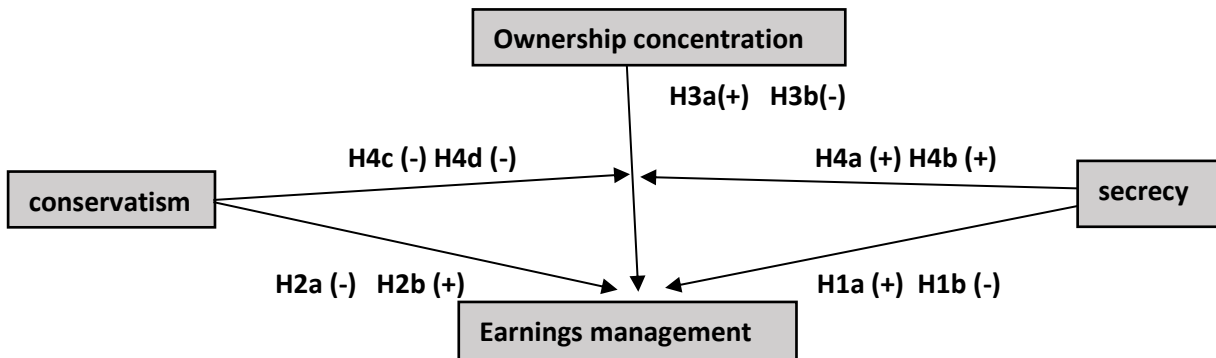 Ownership concentration
H3a(+) H3b(-)
H4c (-) H4d (-)
H4a (+) H4b (+)
conservatism
secrecy
H2a (-) H2b (+)
H1a (+) H1b (-)
Earnings management